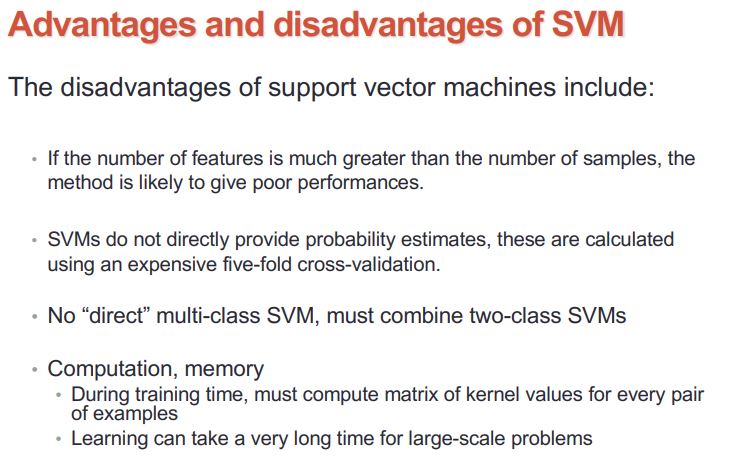 Advantages and disadvantages of SVM
The disadvantages of support vector machines include:
• If the number of features is much greater than the number of samples, the
method is likely to give poor performances.
• SVMs do not directly provide probability estimates, these are calculated
using an expensive five-fold cross-validation.
• No “direct” multi-class SVM, must combine two-class SVMs
• Computation, memory
• During training time, must compute matrix of kernel values for every pair
of examples
• Learning can take a very long time for large-scale problems